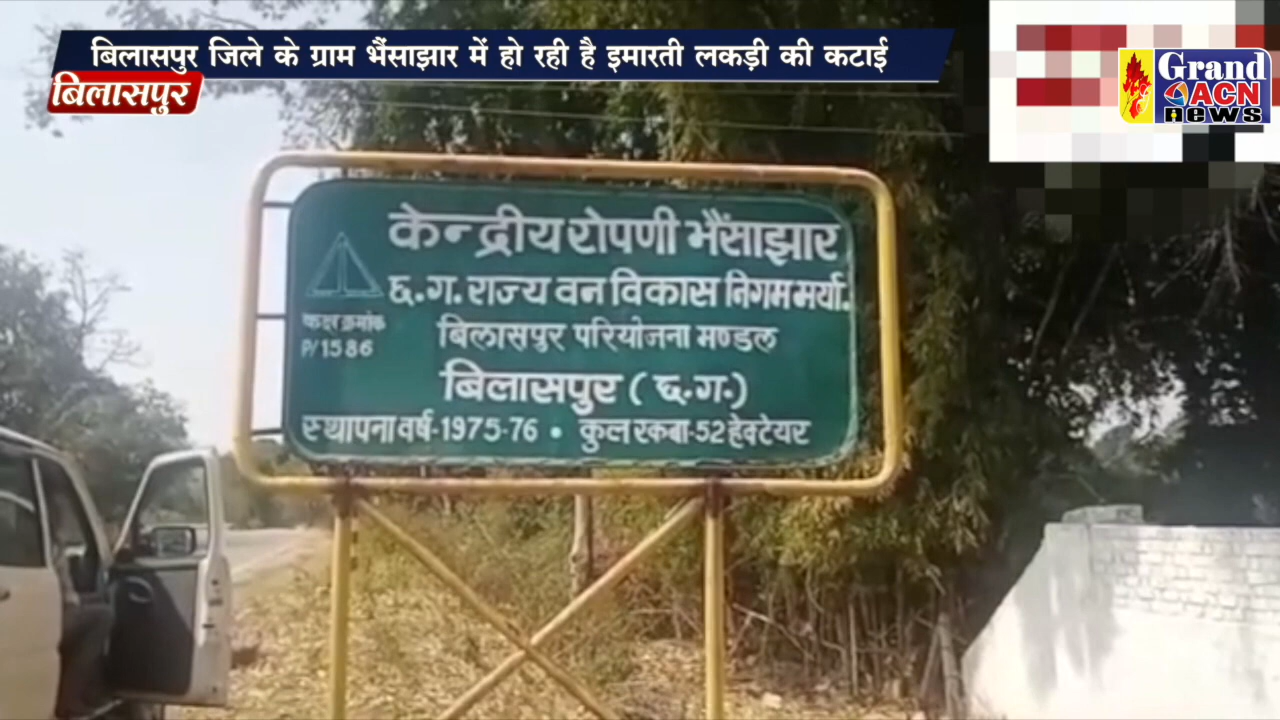 बिलासपुर जिले के ग्राम भैंसाझार में हो रही है इमारती लकड़ी की कटाई
बिलासपुर
Grand
ACN
news
केन्द्रीय रोपणी भैंसाझार
छ.ग. राज्य वन विकास निगम मर्या.
कक्ष क्रमांक
P/1586
बिलासपुर परियोजना मण्डल
बिलासपुर (छ.ग.)
स्थापना वर्ष-1975-76 • कुल रकबा-52 हेक्टेयर